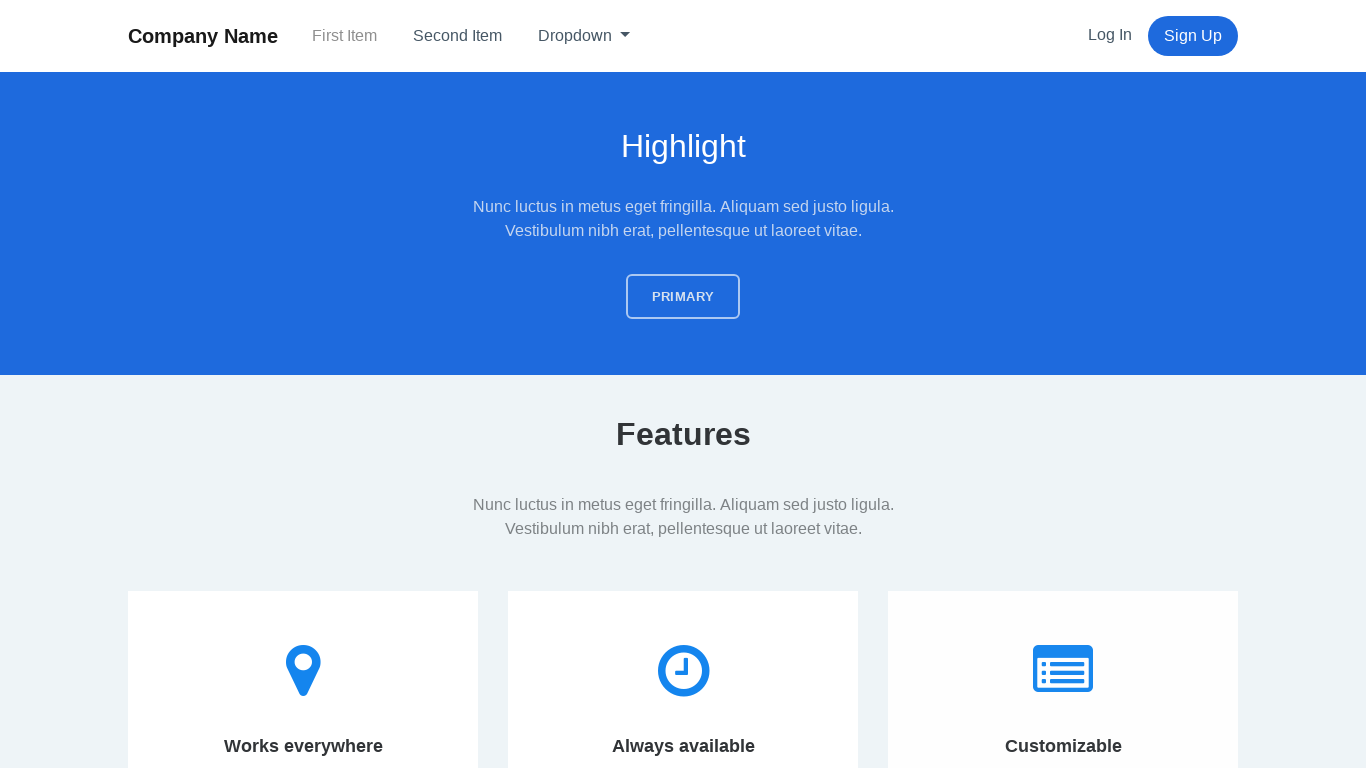 Company Name
First Item
Second Item
Dropdown
Log In
Sign Up
Highlight
Nunc luctus in metus eget fringilla. Aliquam sed justo ligula.
Vestibulum nibh erat, pellentesque ut laoreet vitae.
PRIMARY
Features
Nunc luctus in metus eget fringilla. Aliquam sed justo ligula.
Vestibulum nibh erat, pellentesque ut laoreet vitae.
Works everywhere
Always available
Customizable